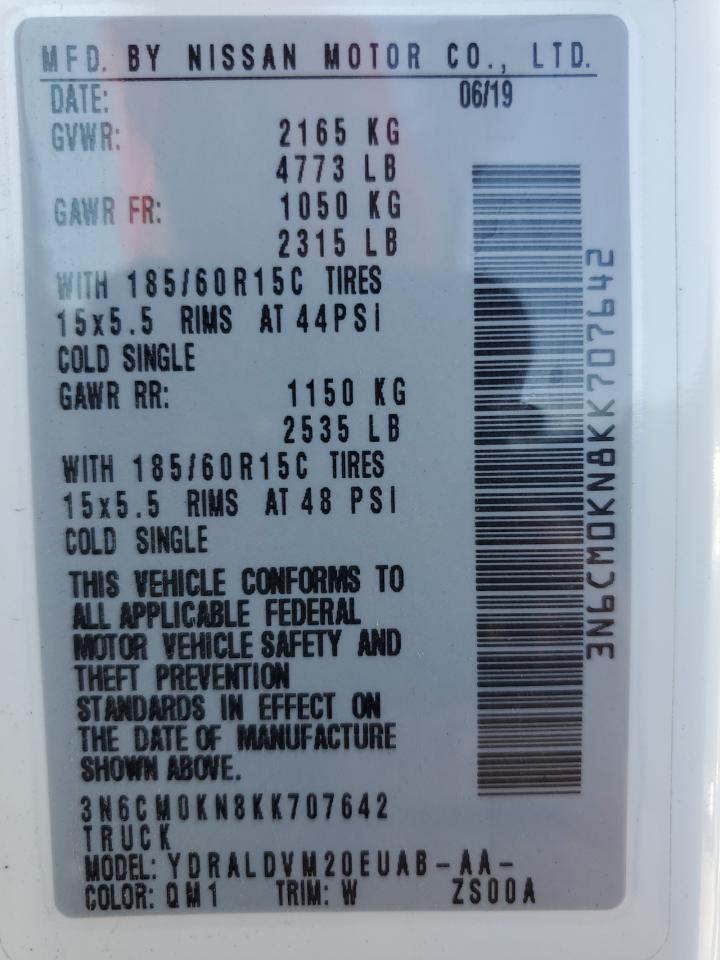 MFD. BY NISSAN MOTOR CO., LTD.
DATE: 06/19
GVWR: 2165 KG
4773 LB
GAWR FR: 1050 KG
2315 LB
WITH 185/60R15C TIRES
15x5.5 RIMS AT 44PSI
COLD SINGLE
GAWR RR: 1150 KG
2535 LB
WITH 185/60R15C TIRES
15x5.5 RIMS AT 48 PSI
COLD SINGLE
THIS VEHICLE CONFORMS TO
ALL APPLICABLE FEDERAL
MOTOR VEHICLE SAFETY AND
THEFT PREVENTION
STANDARDS IN EFFECT ON
THE DATE OF MANUFACTURE
SHOWN ABOVE.
3N6CM0KN8KK707642
TRUCK
MODEL: YDRALDVM20EUAB-AA-
COLOR: QM1 TRIM: W ZS00A
3N6CM0KN8KK707642